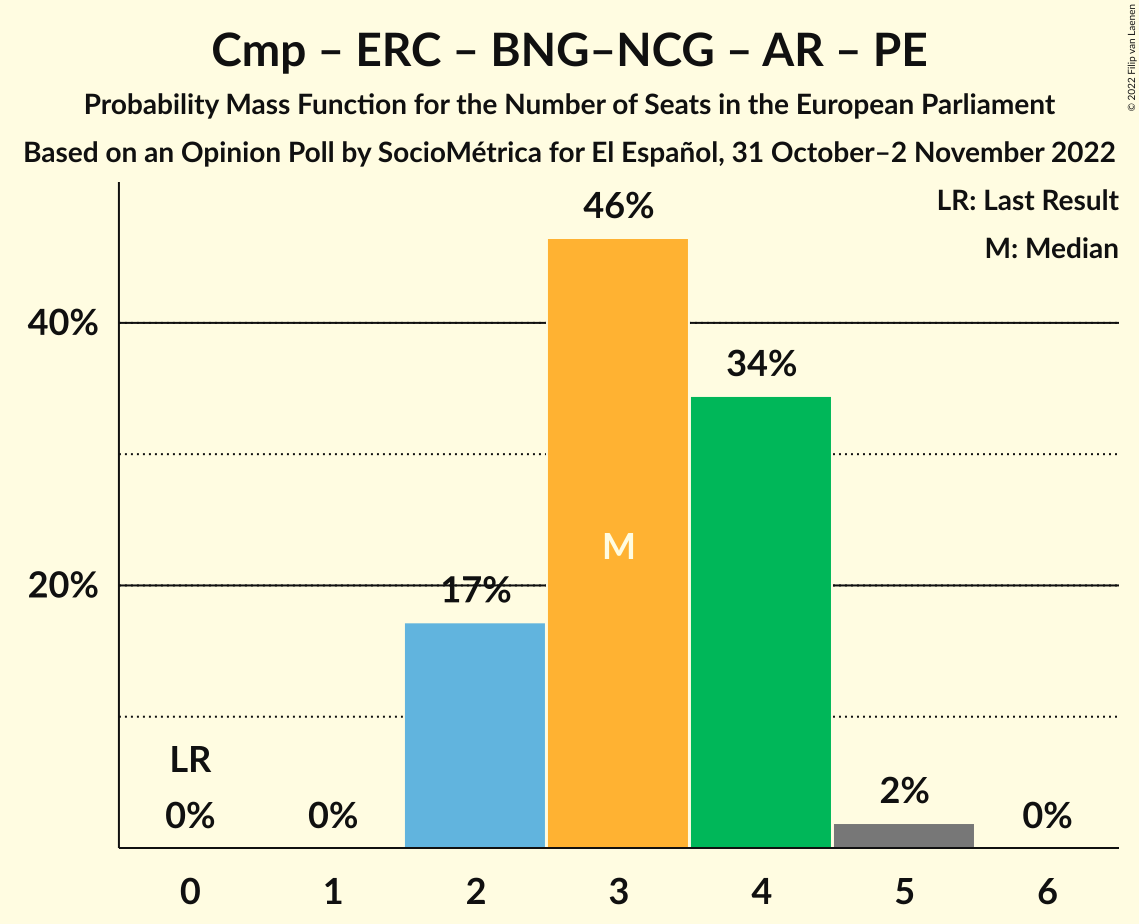 Cmp – ERC – BNG–NCG – AR – PE
Probability Mass Function for the Number of Seats in the European Parliament
Based on an Opinion Poll by SocioMétrica for El Español, 31 October–2 November 2022
© 2022 Filip van Laenen
LR: Last Result
M: Median
46%
40%
34%
M
20%
17%
LR
0%
0%
2%
0%
0 1 2 3 4 5 6